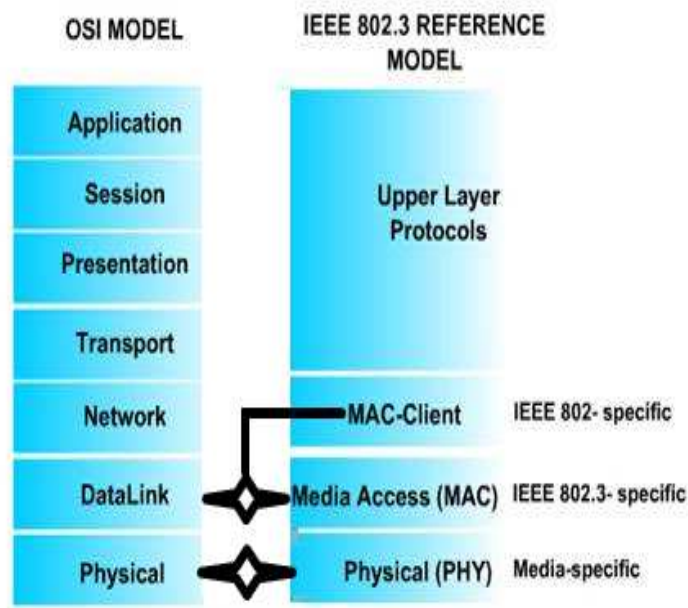 OSI MODEL
IEEE 802.3 REFERENCE
MODEL
Application
Session
Presentation
Transport
Network
DataLink
Physical
Upper Layer
Protocols
MAC-Client
IEEE 802- specific
Media Access (MAC)
IEEE 802.3- specific
Physical (PHY)
Media-specific